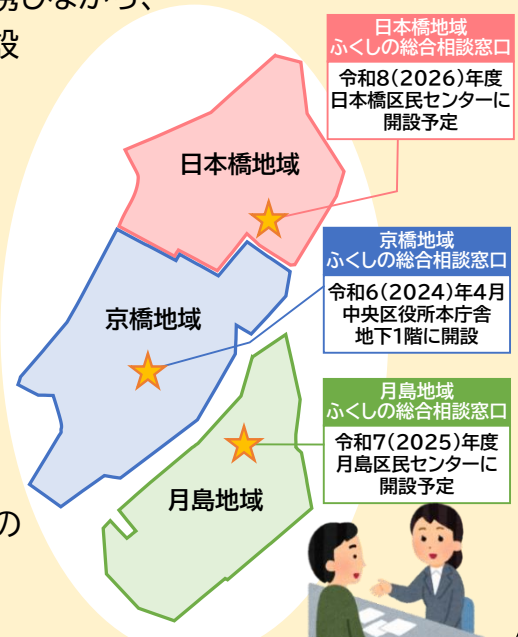 ながら、
設
日本橋地域
ふくしの総合相談窓口
令和8(2026)年度
日本橋区民センターに
開設予定
日本橋地域
京橋地域
ふくしの総合相談窓口
令和6(2024)年4月
中央区役所本庁舎
地下1階に開設
京橋地域
月島地域
ふくしの総合相談窓口
令和7(2025)年度
月島区民センターに
開設予定
月島地域
の